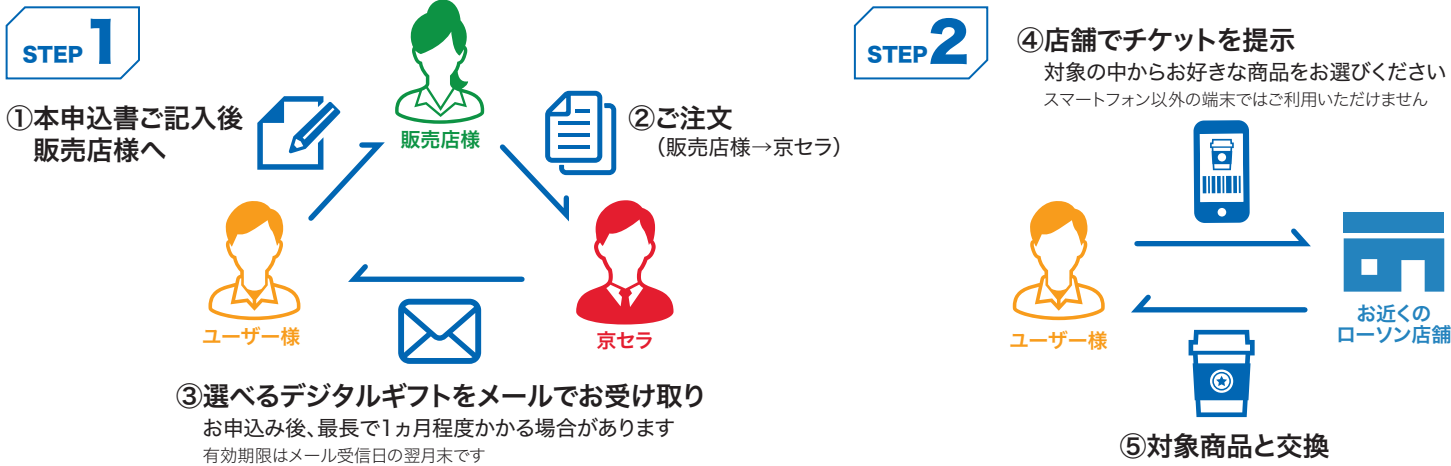 STEP 1
①本申込書ご記入後
販売店様へ
販売店様
②ご注文
（販売店様→京セラ）
ユーザー様
京セラ
③選べるデジタルギフトをメールでお受け取り
お申込み後、最長で1ヵ月程度かかる場合があります
有効期限はメール受信日の翌月末です
STEP 2
④店舗でチケットを提示
対象の中からお好きな商品をお選びください
スマートフォン以外の端末ではご利用いただけません
ユーザー様
お近くの
ローソン店舗
⑤対象商品と交換